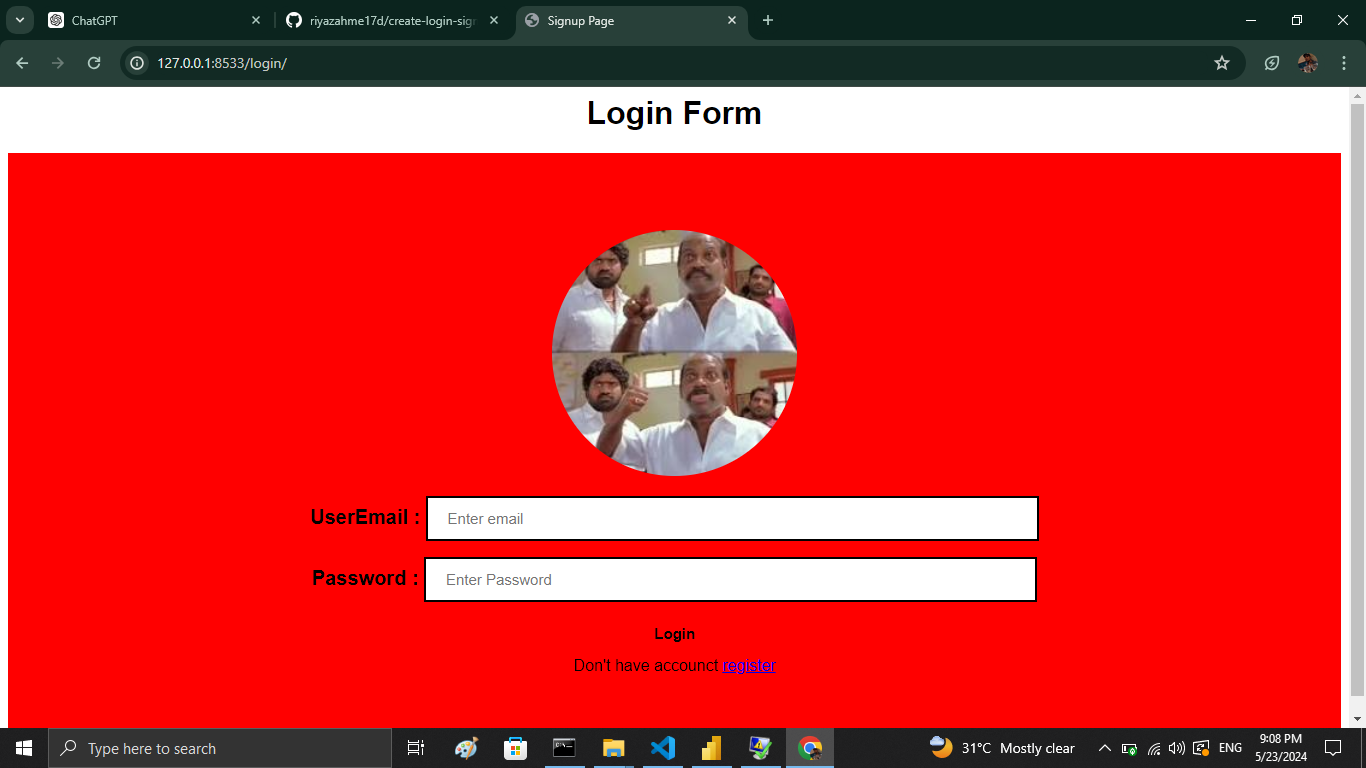 ChatGPT
riyazahme17d/create-login-sig
Signup Page
127.0.0.1:8533/login/
Login Form
UserEmail : Enter email
Password : Enter Password
Login
Don't have accounct register
Type here to search
31°C Mostly clear
ENG
9:08 PM
5/23/2024